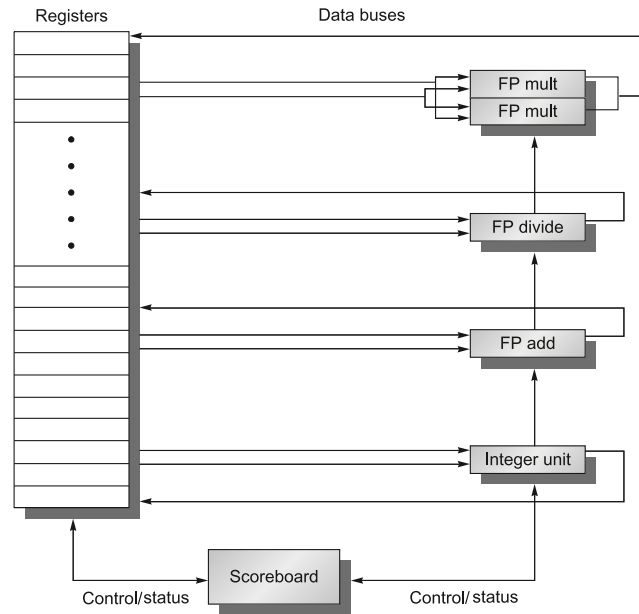 Registers
Data buses
FP mult
FP mult
FP divide
FP add
Integer unit
Scoreboard
Control/status
Control/status